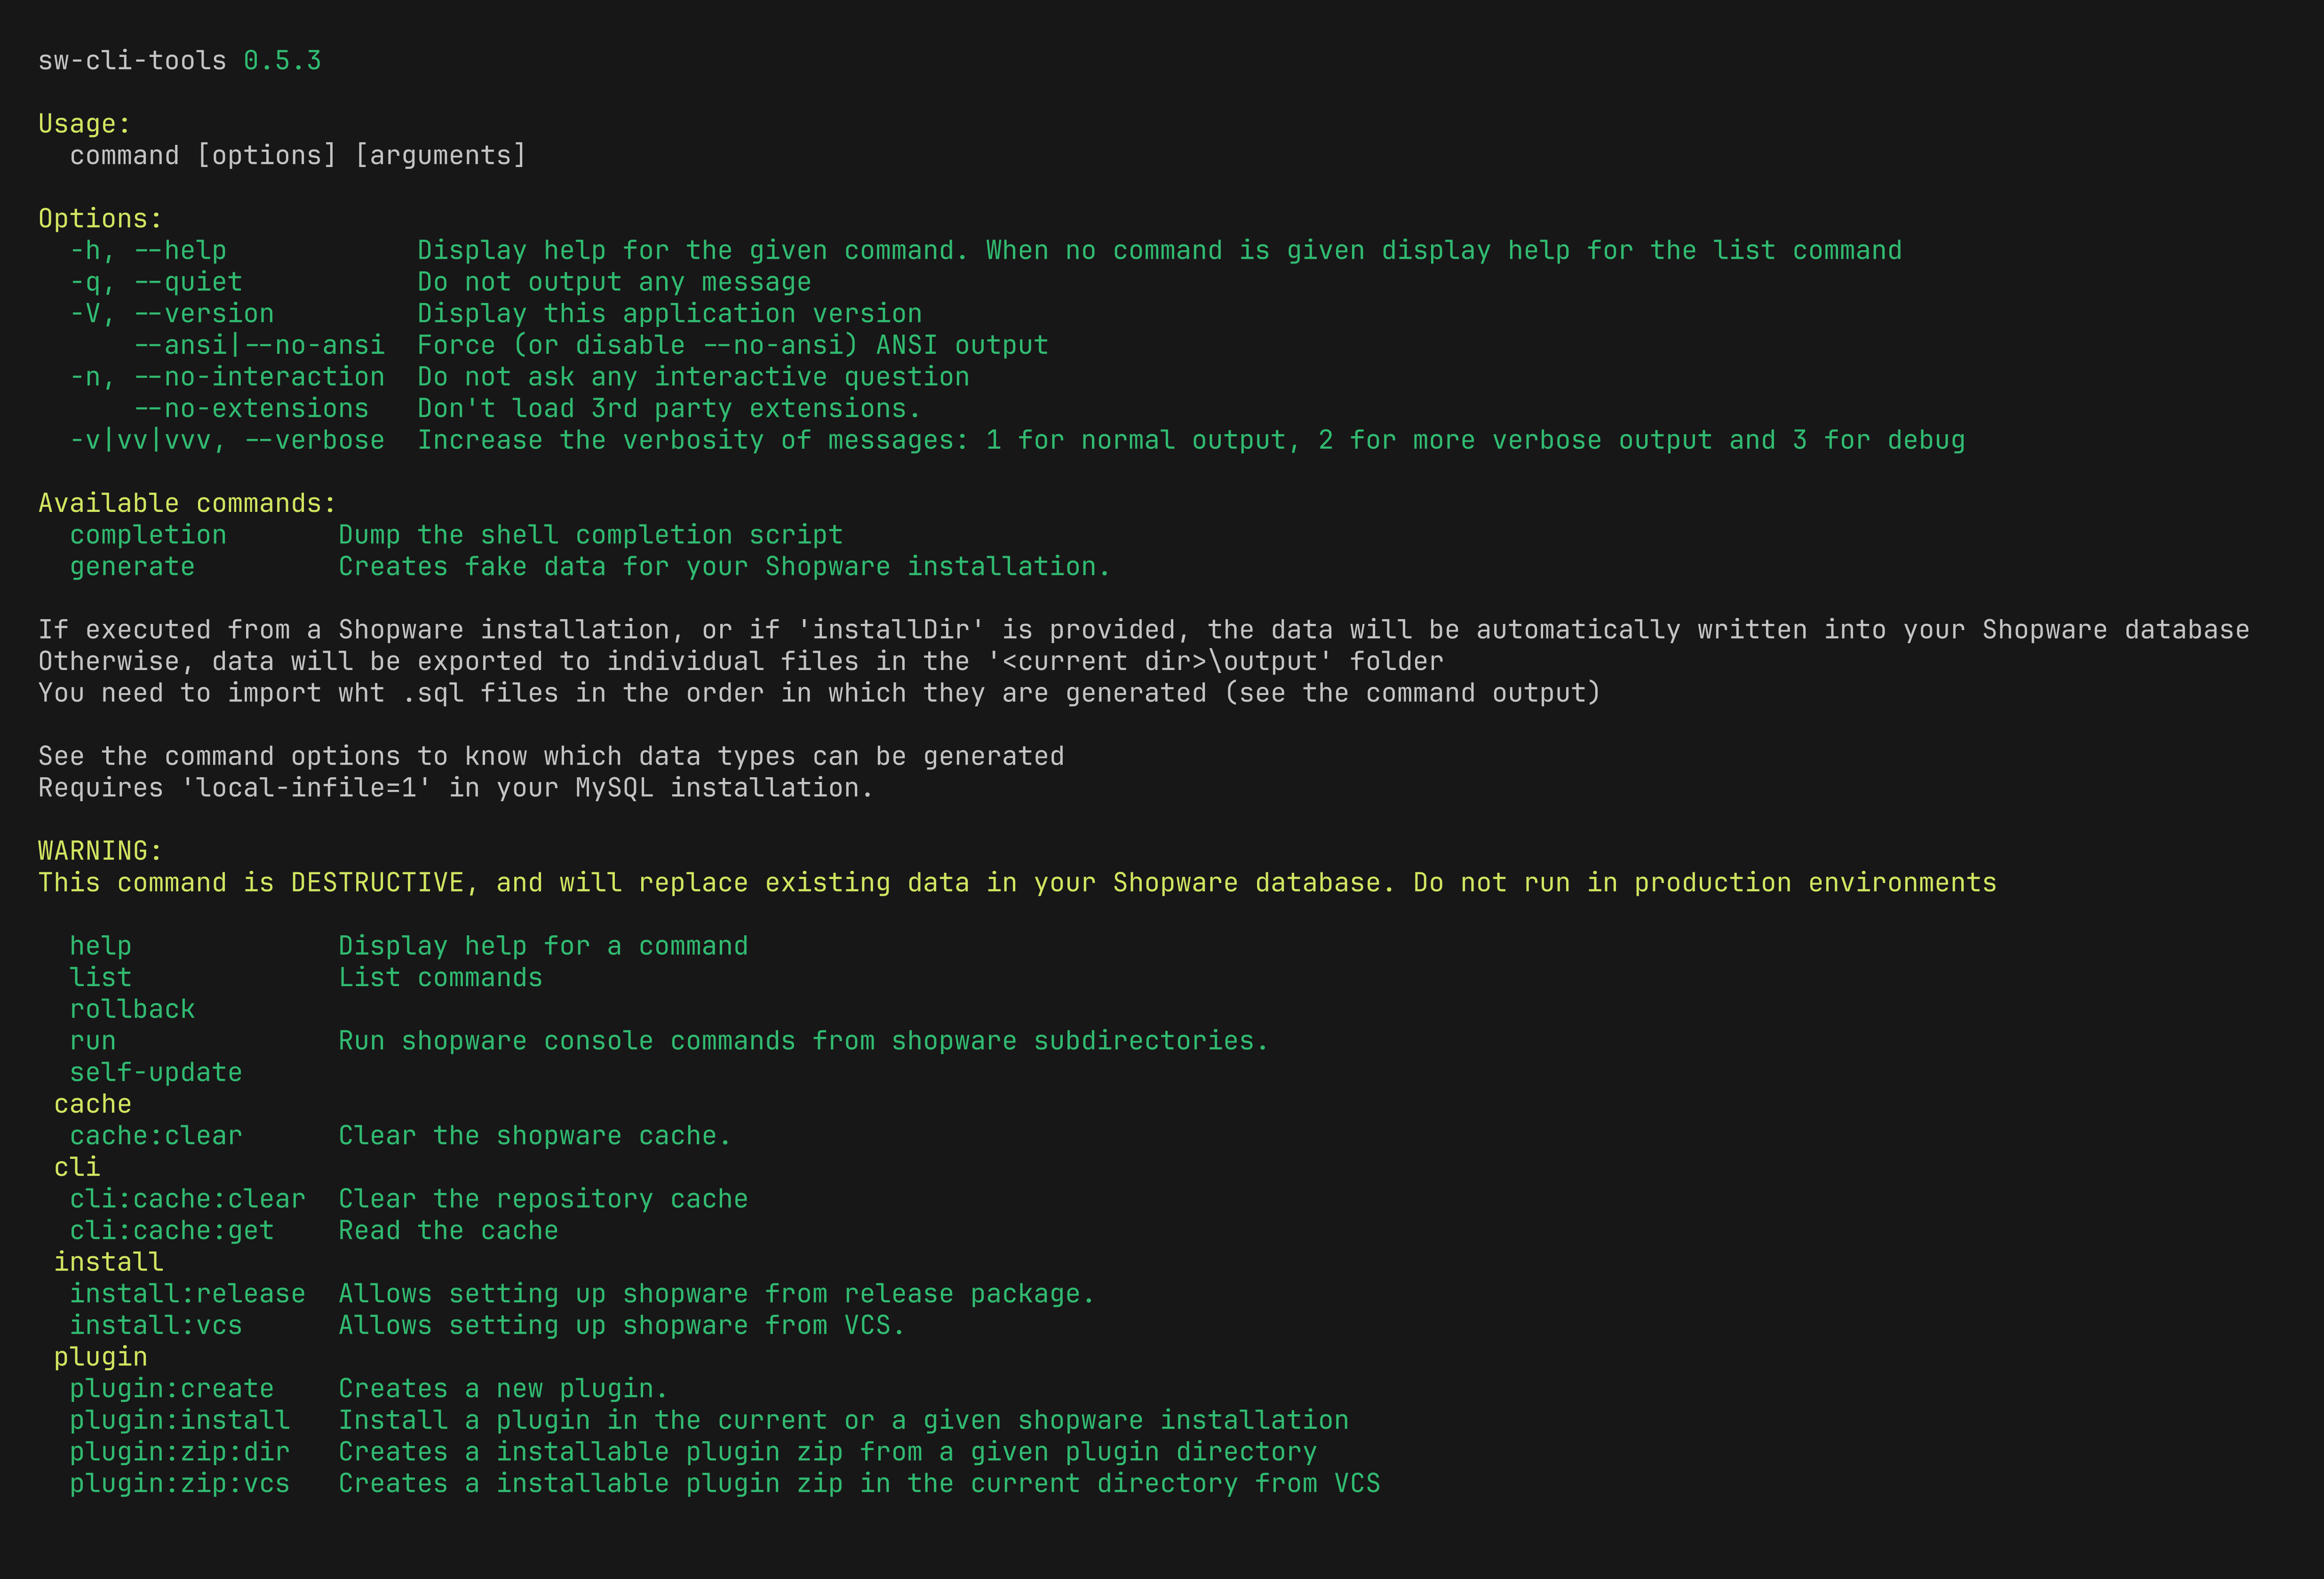 sw-cli-tools 0.5.3
Usage:
command [options] [arguments]
Options:
-h, --help Display help for the given command. When no command is given display help for the list command
-q, --quiet Do not output any message
-V, --version Display this application version
--ansi|--no-ansi Force (or disable --no-ansi) ANSI output
-n, --no-interaction Do not ask any interactive question
--no-extensions Don't load 3rd party extensions.
-v|vv|vvv, --verbose Increase the verbosity of messages: 1 for normal output, 2 for more verbose output and 3 for debug
Available commands:
completion Dump the shell completion script
generate Creates fake data for your Shopware installation.
If executed from a Shopware installation, or if 'installDir' is provided, the data will be automatically written into your Shopware database
Otherwise, data will be exported to individual files in the '<current dir>\output' folder
You need to import wht .sql files in the order in which they are generated (see the command output)
See the command options to know which data types can be generated
Requires 'local-infile=1' in your MySQL installation.
WARNING:
This command is DESTRUCTIVE, and will replace existing data in your Shopware database. Do not run in production environments
help Display help for a command
list List commands
rollback
run Run shopware console commands from shopware subdirectories.
self-update
cache
cache:clear Clear the shopware cache.
cli
cli:cache:clear Clear the repository cache
cli:cache:get Read the cache
install
install:release Allows setting up shopware from release package.
install:vcs Allows setting up shopware from VCS.
plugin
plugin:create Creates a new plugin.
plugin:install Install a plugin in the current or a given shopware installation
plugin:zip:dir Creates a installable plugin zip from a given plugin directory
plugin:zip:vcs Creates a installable plugin zip in the current directory from VCS